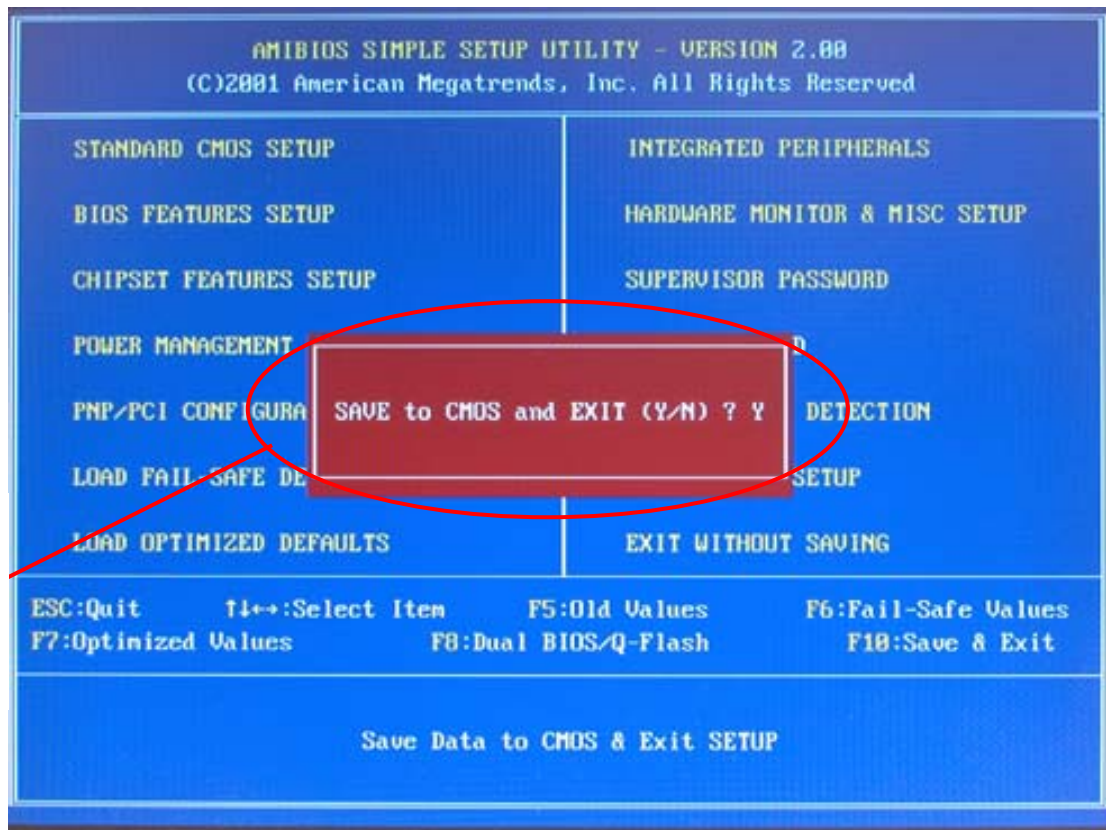 AMIBIOS SIMPLE SETUP UTILITY - VERSION 2.00
(C)2001 American Megatrends, Inc. All Rights Reserved
STANDARD CMOS SETUP
BIOS FEATURES SETUP
CHIPSET FEATURES SETUP
POWER MANAGEMENT
PNP/PCI CONFIGURA
LOAD FAIL-SAFE DE
LOAD OPTIMIZED DEFAULTS
INTEGRATED PERIPHERALS
HARDWARE MONITOR & MISC SETUP
SUPERVISOR PASSWORD
D
DETECTION
SETUP
EXIT WITHOUT SAVING
SAVE to CMOS and EXIT (Y/N) ? Y
ESC:Quit ↑↓←→:Select Item F5:Old Values F6:Fail-Safe Values
F7:Optimized Values F8:Dual BIOS/Q-Flash F10:Save & Exit
Save Data to CMOS & Exit SETUP